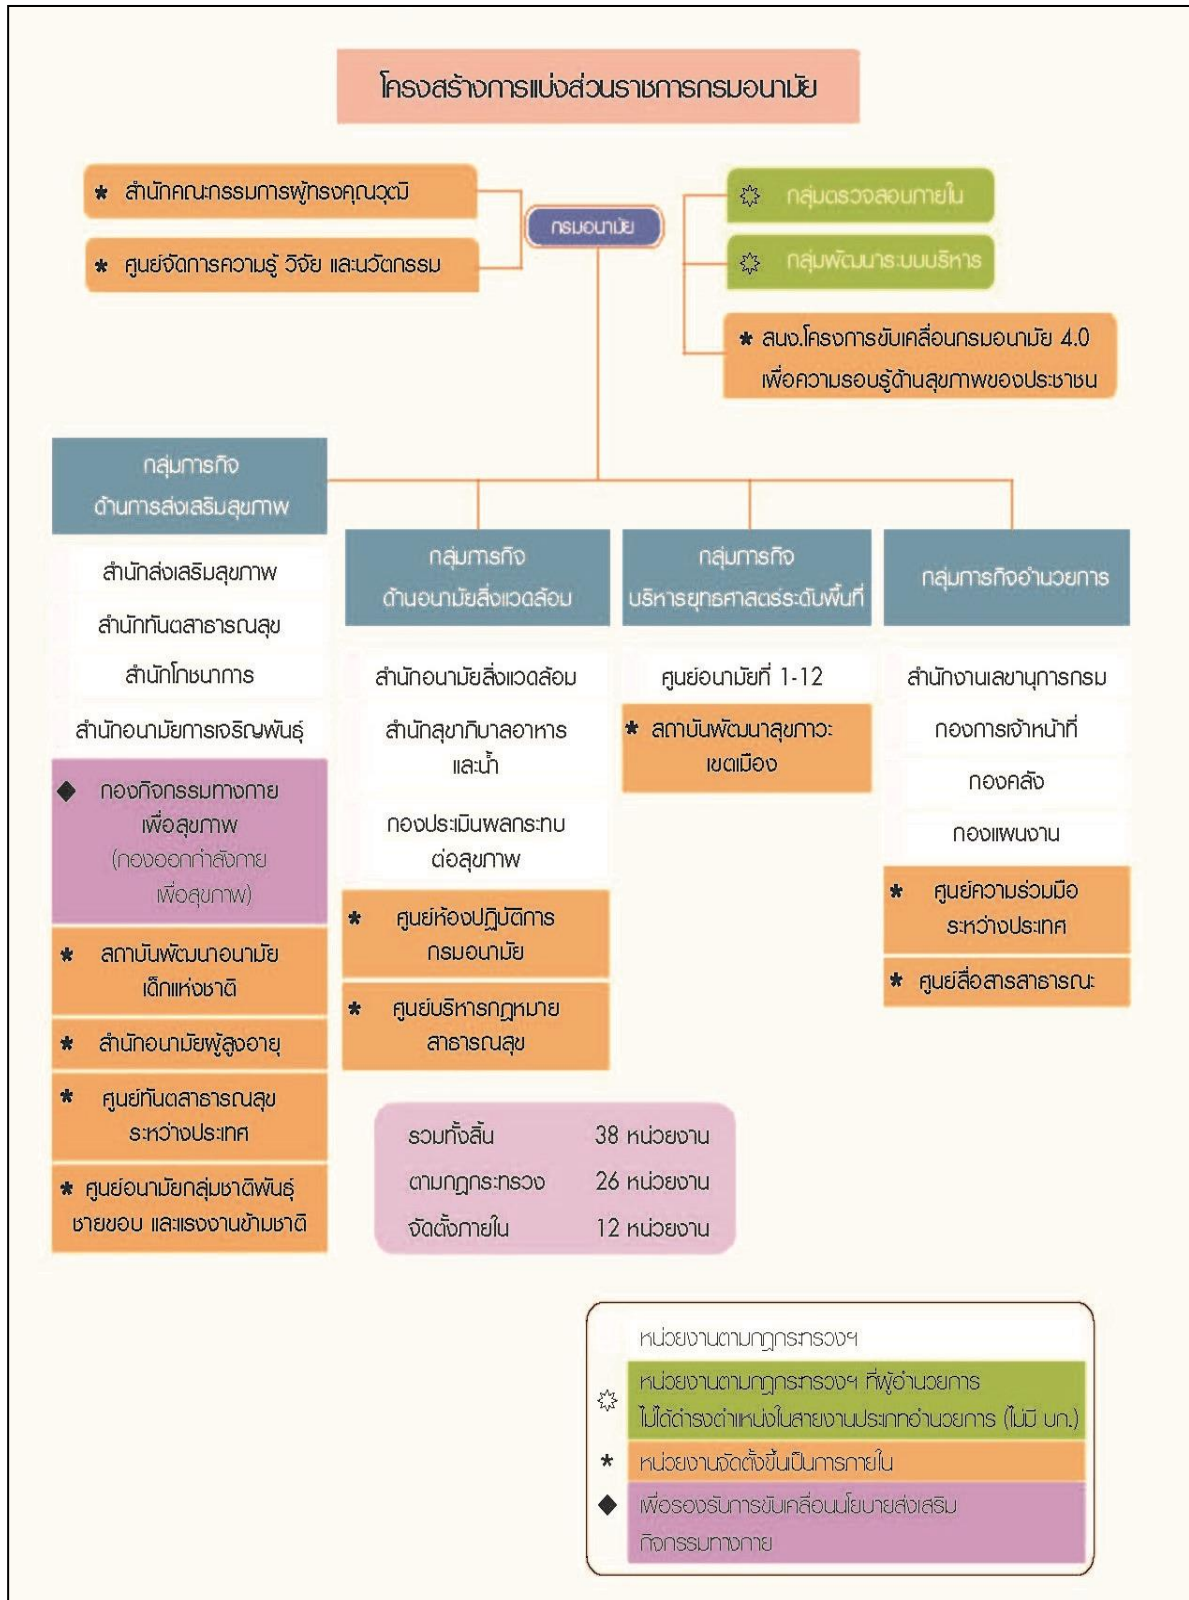 โครงสร้างการแบ่งส่วนราชการกรมอนามัย
* สำนักคณะกรรมการผู้ทรงคุณวุฒิ
* ศูนย์จัดการความรู้ วิจัย และนวัตกรรม
กรมอนามัย
กลุ่มตรวจสอบภายใน
กลุ่มพัฒนาระบบบริหาร
* สนง.โครงการขับเคลื่อนกรมอนามัย 4.0
เพื่อความรอบรู้ด้านสุขภาพของประชาชน
กลุ่มภารกิจ
ด้านการส่งเสริมสุขภาพ
สำนักส่งเสริมสุขภาพ
สำนักทันตสาธารณสุข
สำนักโภชนาการ
สำนักอนามัยการเจริญพันธุ์
◆ กองกิจกรรมทางกาย
เพื่อสุขภาพ
(กองออกกำลังกาย
เพื่อสุขภาพ)
* สถาบันพัฒนาอนามัย
เด็กแห่งชาติ
* สำนักอนามัยผู้สูงอายุ
* ศูนย์ทันตสาธารณสุข
ระหว่างประเทศ
* ศูนย์อนามัยกลุ่มชาติพันธุ์
ชายขอบ และแรงงานข้ามชาติ
กลุ่มภารกิจ
ด้านอนามัยสิ่งแวดล้อม
สำนักอนามัยสิ่งแวดล้อม
สำนักสุขาภิบาลอาหาร
และน้ำ
กองประเมินผลกระทบ
ต่อสุขภาพ
* ศูนย์ห้องปฏิบัติการ
กรมอนามัย
* ศูนย์บริหารกฎหมาย
สาธารณสุข
กลุ่มภารกิจ
บริหารยุทธศาสตร์ระดับพื้นที่
ศูนย์อนามัยที่ 1-12
* สถาบันพัฒนาสุขภาวะ
เขตเมือง
กลุ่มภารกิจอำนวยการ
สำนักงานเลขานุการกรม
กองการเจ้าหน้าที่
กองคลัง
กองแผนงาน
* ศูนย์ความร่วมมือ
ระหว่างประเทศ
* ศูนย์สื่อสารสาธารณะ
รวมทั้งสิ้น 38 หน่วยงาน
ตามกฎกระทรวง 26 หน่วยงาน
จัดตั้งภายใน 12 หน่วยงาน
หน่วยงานตามกฎกระทรวงฯ
หน่วยงานตามกฎกระทรวงฯ ที่ผู้อำนวยการ
ไม่ได้ดำรงตำแหน่งในสายงานประเภทอำนวยการ (ไม่มี บก.)
* หน่วยงานจัดตั้งขึ้นเป็นการภายใน
◆ เพื่อรองรับการขับเคลื่อนนโยบายส่งเสริม
กิจกรรมทางกาย